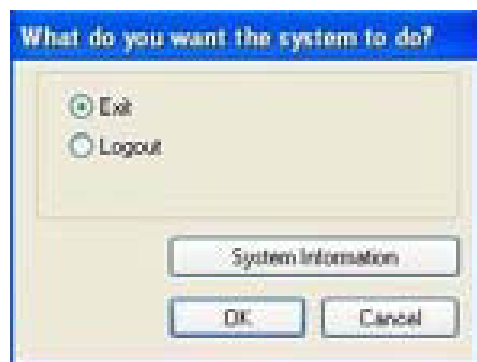 What do you want the system to do?
Exit
Logout
System Information
OK
Cancel